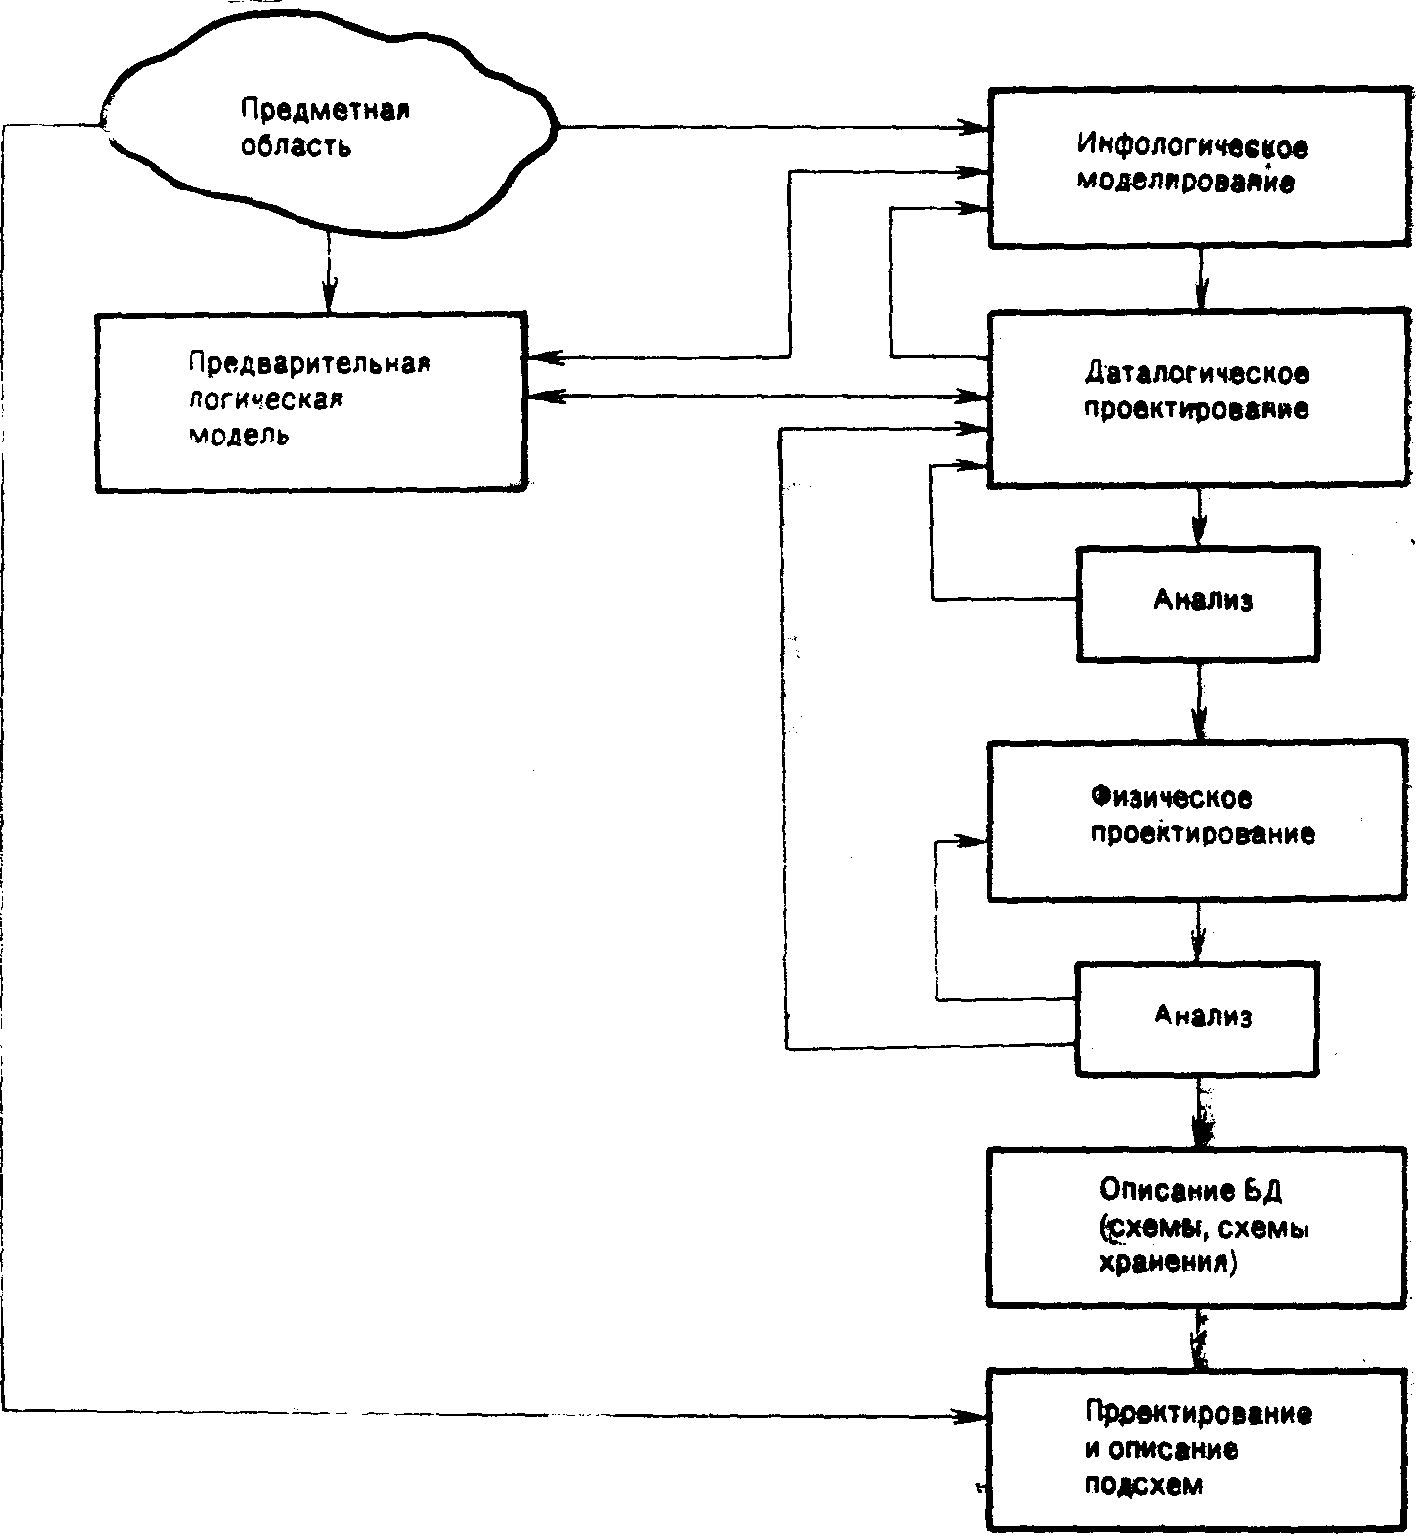 Предметная
область
Инфологическое
моделирование
Предварительная
логическая
модель
Даталогическое
проектирование
Анализ
Физическое
проектирование
Анализ
Описание БД
(схемы, схемы
хранения)
Проектирование
и описание
подсхем